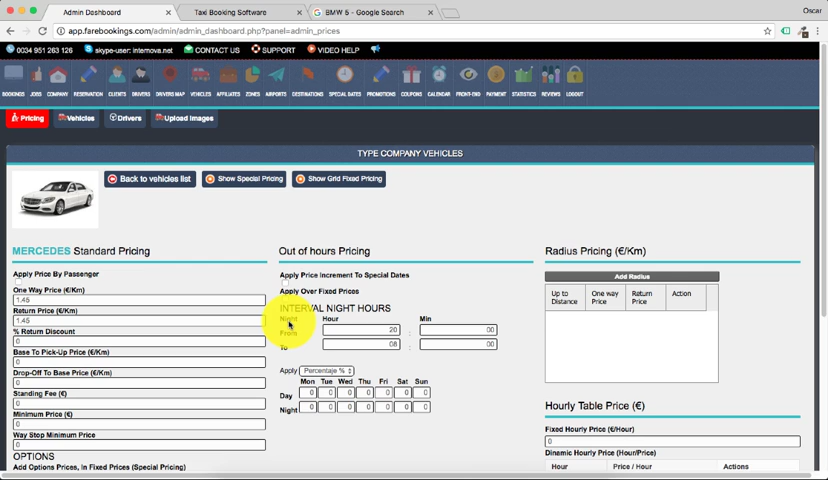 Admin Dashboard
Taxi Booking Software
BMW 5 - Google Search
Oscar
app.farebookings.com/admin/admin_dashboard.php?panel=admin_prices
0034 951 263 128 skype-user: internova.net CONTACT US SUPPORT VIDEO HELP
BOOKINGS JOBS COMPANY RESERVATION CLIENTS DRIVERS DRIVERS MAP VEHICLES AFFILIATES ZONES AIRPORTS DESTINATIONS SPECIAL DATES PROMOTIONS COUPONS CALENDAR FRONT-END PAYMENT STATISTICS REVIEWS LOGOUT
Pricing Vehicles Drivers Upload Images
TYPE COMPANY VEHICLES
Back to vehicles list Show Special Pricing Show Grid Fixed Pricing
MERCEDES Standard Pricing
Apply Price By Passenger
One Way Price (€/Km)
1.45
Return Price (€/Km)
1.45
% Return Discount
0
Base To Pick-Up Price (€/Km)
0
Drop-Off To Base Price (€/Km)
0
Standing Fee (€)
0
Minimum Price (€)
0
Way Stop Minimum Price
0
OPTIONS
Add Options Prices, In Fixed Prices (Special Pricing)
Out of hours Pricing
Apply Price Increment To Special Dates
Apply Over Fixed Prices
INTERVAL NIGHT HOURS
Night Hour Min
From 20 : 00
To 08 : 00
Apply Percentaje %
Mon Tue Wed Thu Fri Sat Sun
Day 0 0 0 0 0 0 0
Night 0 0 0 0 0 0 0
Radius Pricing (€/Km)
Add Radius
Up to Distance One way Price Return Price Action
Hourly Table Price (€)
Fixed Hourly Price (€/Hour)
0
Dinamic Hourly Price (Hour/Price)
Hour Price / Hour Actions